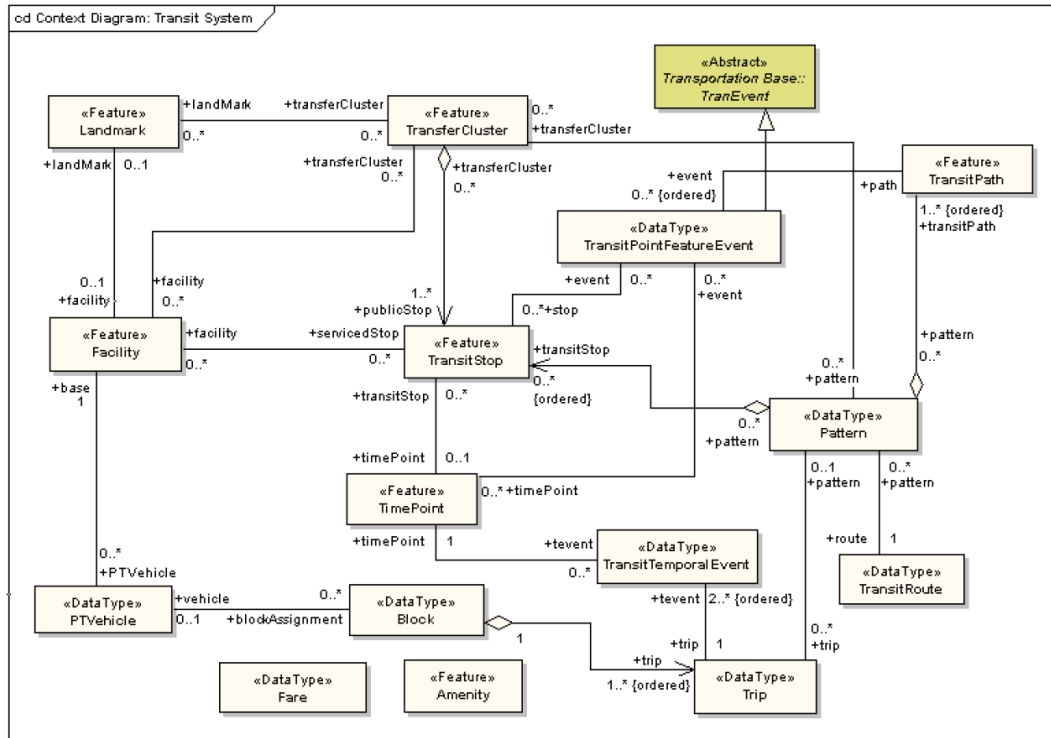 cd Context Diagram: Transit System
«Abstract»
Transportation Base::
TranEvent
«Feature»
Landmark
+landMark
0..*
+transferCluster
0..*
«Feature»
TransferCluster
0..*
+transferCluster
+landMark
0..1
+transferCluster
0..*
+transferCluster
0..*
+event
0..* {ordered}
+path
«Feature»
TransitPath
1..* {ordered}
+transitPath
«DataType»
TransitPointFeatureEvent
+event
0..*
0..*
+event
0..1
+facility
+facility
0..*
1..*
+publicStop
0..*
+stop
«Feature»
Facility
+facility
0..*
+servicedStop
0..*
«Feature»
TransitStop
+transitStop
0..*
{ordered}
+pattern
0..*
0..*
+pattern
0..*
+pattern
«DataType»
Pattern
+base
1
+transitStop
0..*
+timePoint
0..1
«Feature»
TimePoint
0..*
+timePoint
0..1
+pattern
0..*
+pattern
+timePoint
1
+tevent
0..*
«DataType»
TransitTemporalEvent
+route
1
«DataType»
TransitRoute
0..*
+PTVehicle
«DataType»
PTVehicle
+vehicle
0..1
0..*
+blockAssignment
«DataType»
Block
1
+tevent
2..* {ordered}
+trip
1
0..*
+trip
+trip
1..* {ordered}
«DataType»
Trip
«DataType»
Fare
«Feature»
Amenity